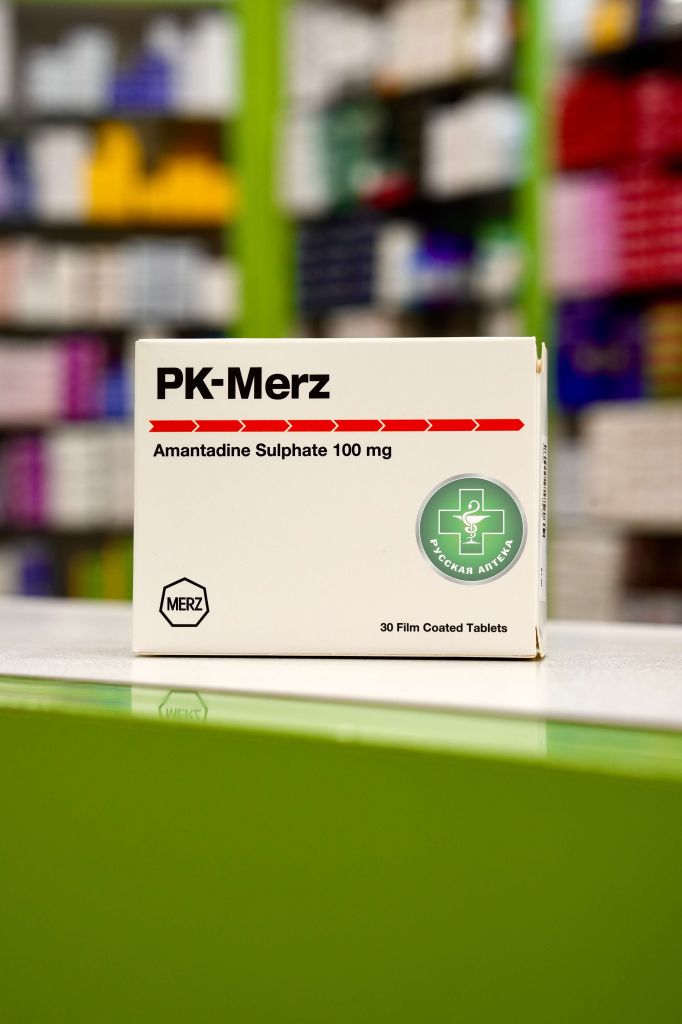 PK-Merz
Amantadine Sulphate 100 mg
РУССКАЯ АПТЕКА
MERZ
30 Film Coated Tablets